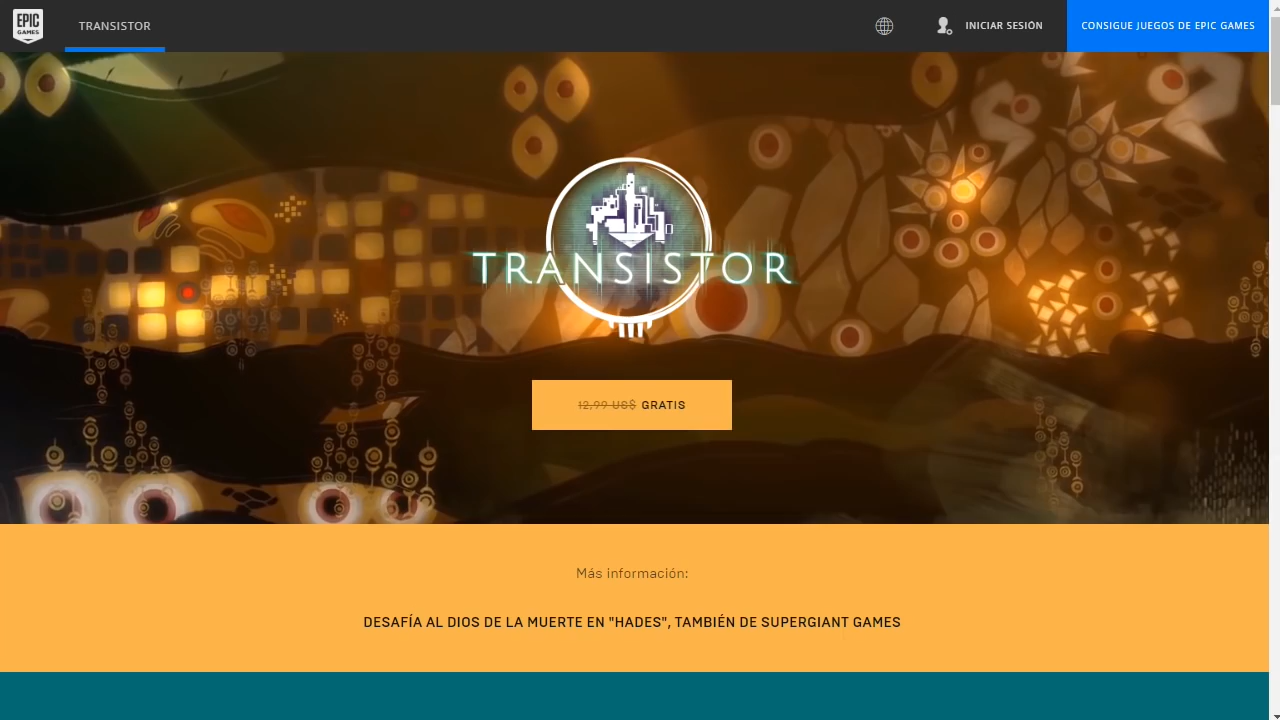 EPIC
GAMES
TRANSISTOR
INICIAR SESIÓN
CONSIGUE JUEGOS DE EPIC GAMES
TRANSISTOR
12,99 US$ GRATIS
Más información:
DESAFÍA AL DIOS DE LA MUERTE EN "HADES", TAMBIÉN DE SUPERGIANT GAMES